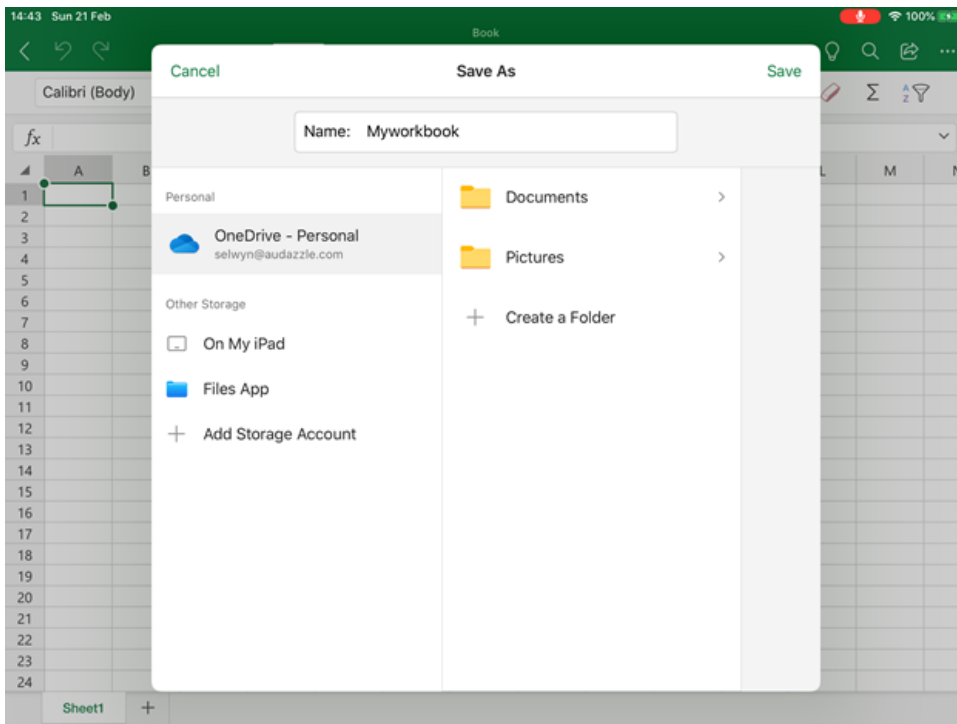 14:43 Sun 21 Feb
100%
Book
Cancel
Save As
Save
Calibri (Body)
Σ
A
Z
Name: Myworkbook
fx
A
B
L
M
N
Personal
OneDrive - Personal
selwyn@audazzle.com
Other Storage
On My iPad
Files App
Add Storage Account
Documents
Pictures
Create a Folder
1
2
3
4
5
6
7
8
9
10
11
12
13
14
15
16
17
18
19
20
21
22
23
24
Sheet1 +